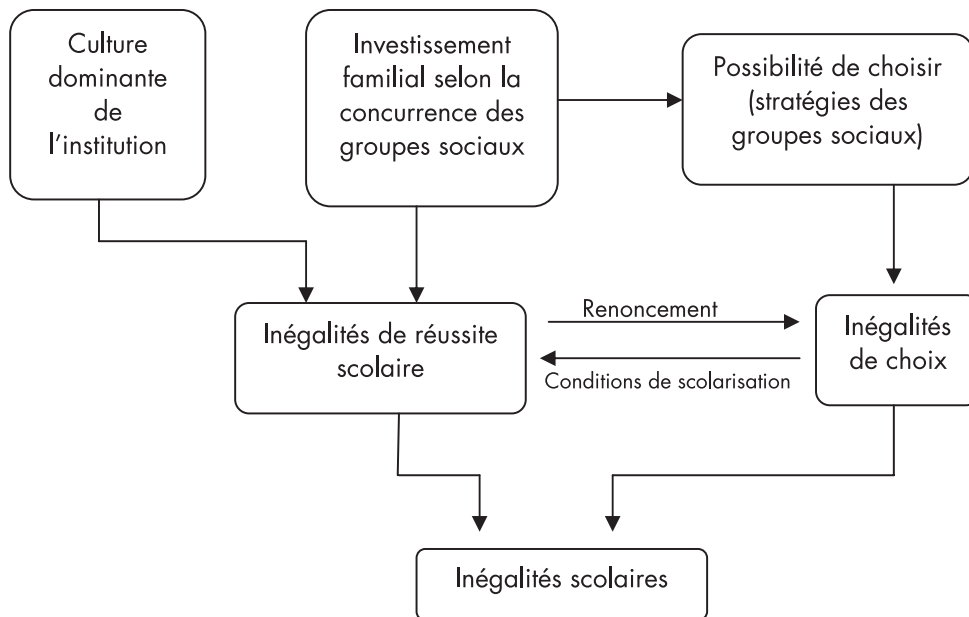 Culture
dominante
de
l'institution
Investissement
familial selon la
concurrence des
groupes sociaux
Possibilité de choisir
(stratégies des
groupes sociaux)
Inégalités de réussite
scolaire
Renoncement
Conditions de scolarisation
Inégalités
de choix
Inégalités scolaires